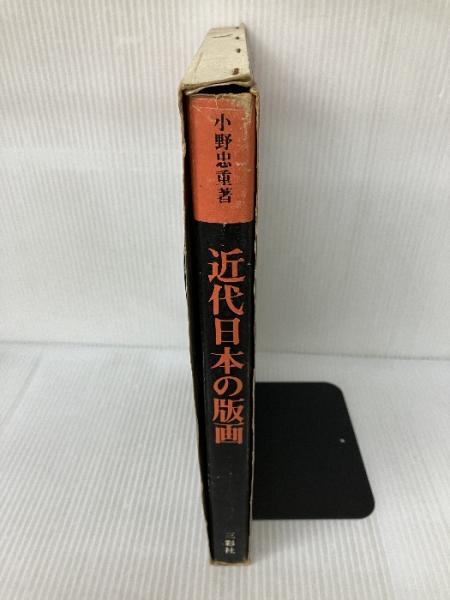 小野忠重著
近代日本の版画
三彩社